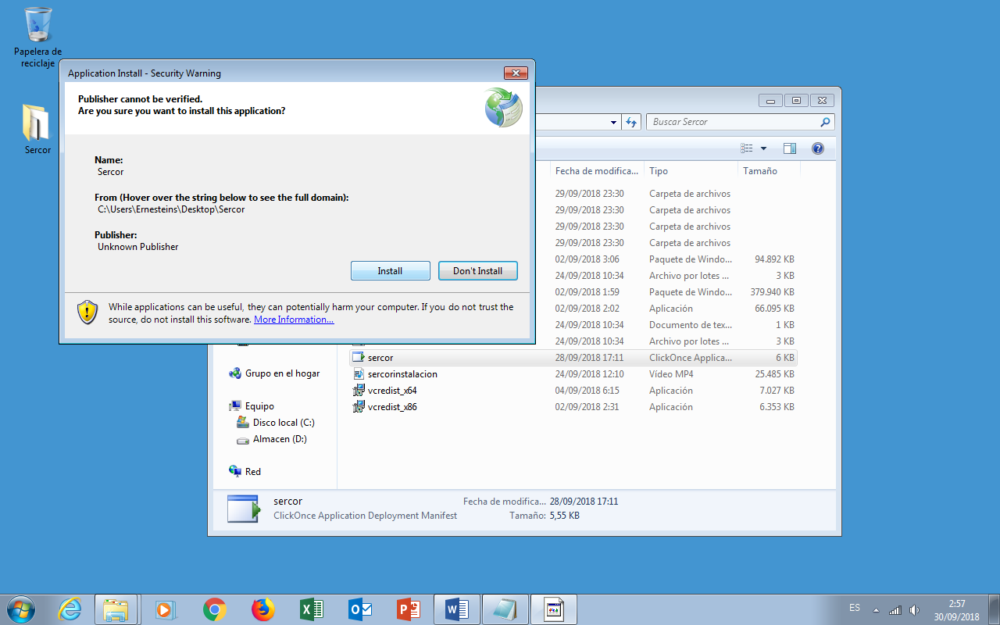 Papelera de
reciclaje
Sercor
Application Install - Security Warning
Publisher cannot be verified.
Are you sure you want to install this application?
Name:
Sercor
From (Hover over the string below to see the full domain):
C:\Users\Ernesteins\Desktop\Sercor
Publisher:
Unknown Publisher
Install
Don't Install
While applications can be useful, they can potentially harm your computer. If you do not trust the
source, do not install this software. More Information...
Buscar Sercor
Fecha de modifica... Tipo Tamaño
29/09/2018 23:30 Carpeta de archivos
29/09/2018 23:30 Carpeta de archivos
29/09/2018 23:30 Carpeta de archivos
29/09/2018 23:30 Carpeta de archivos
02/09/2018 3:06 Paquete de Windo... 94.892 KB
24/09/2018 10:34 Archivo por lotes ... 3 KB
02/09/2018 1:59 Paquete de Windo... 379.940 KB
02/09/2018 2:02 Aplicación 66.095 KB
24/09/2018 10:34 Documento de tex... 1 KB
24/09/2018 10:34 Archivo por lotes ... 3 KB
sercor 28/09/2018 17:11 ClickOnce Applica... 6 KB
sercorinstalacion 24/09/2018 12:10 Vídeo MP4 25.485 KB
vcredist_x64 04/09/2018 6:15 Aplicación 7.027 KB
vcredist_x86 02/09/2018 2:31 Aplicación 6.353 KB
Grupo en el hogar
Equipo
Disco local (C:)
Almacen (D:)
Red
sercor Fecha de modifica... 28/09/2018 17:11
ClickOnce Application Deployment Manifest Tamaño: 5,55 KB
ES
2:57
30/09/2018